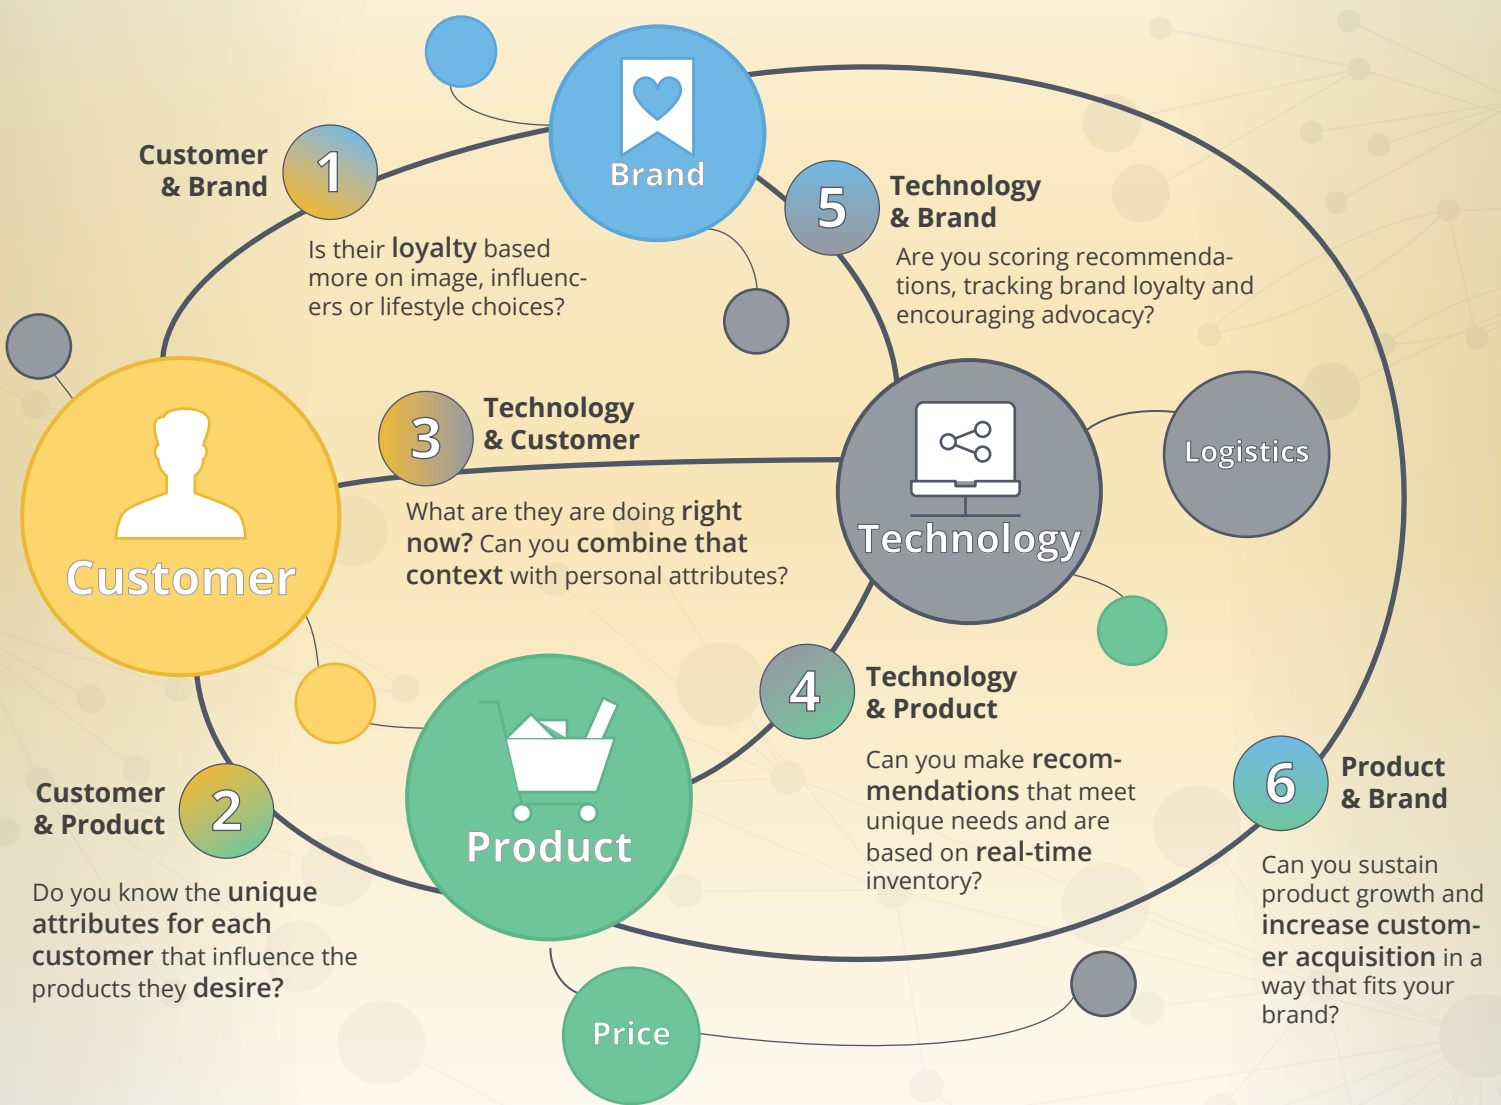 Brand
Customer
& Brand
1
Is their loyalty based
more on image, influenc-
ers or lifestyle choices?
5
Technology
& Brand
Are you scoring recommenda-
tions, tracking brand loyalty and
encouraging advocacy?
Customer
3
Technology
& Customer
What are they are doing right
now? Can you combine that
context with personal attributes?
Technology
Logistics
Customer
& Product
2
Do you know the unique
attributes for each
customer that influence the
products they desire?
Product
4
Technology
& Product
Can you make recom-
mendations that meet
unique needs and are
based on real-time
inventory?
6
Product
& Brand
Can you sustain
product growth and
increase custom-
er acquisition in a
way that fits your
brand?
Price